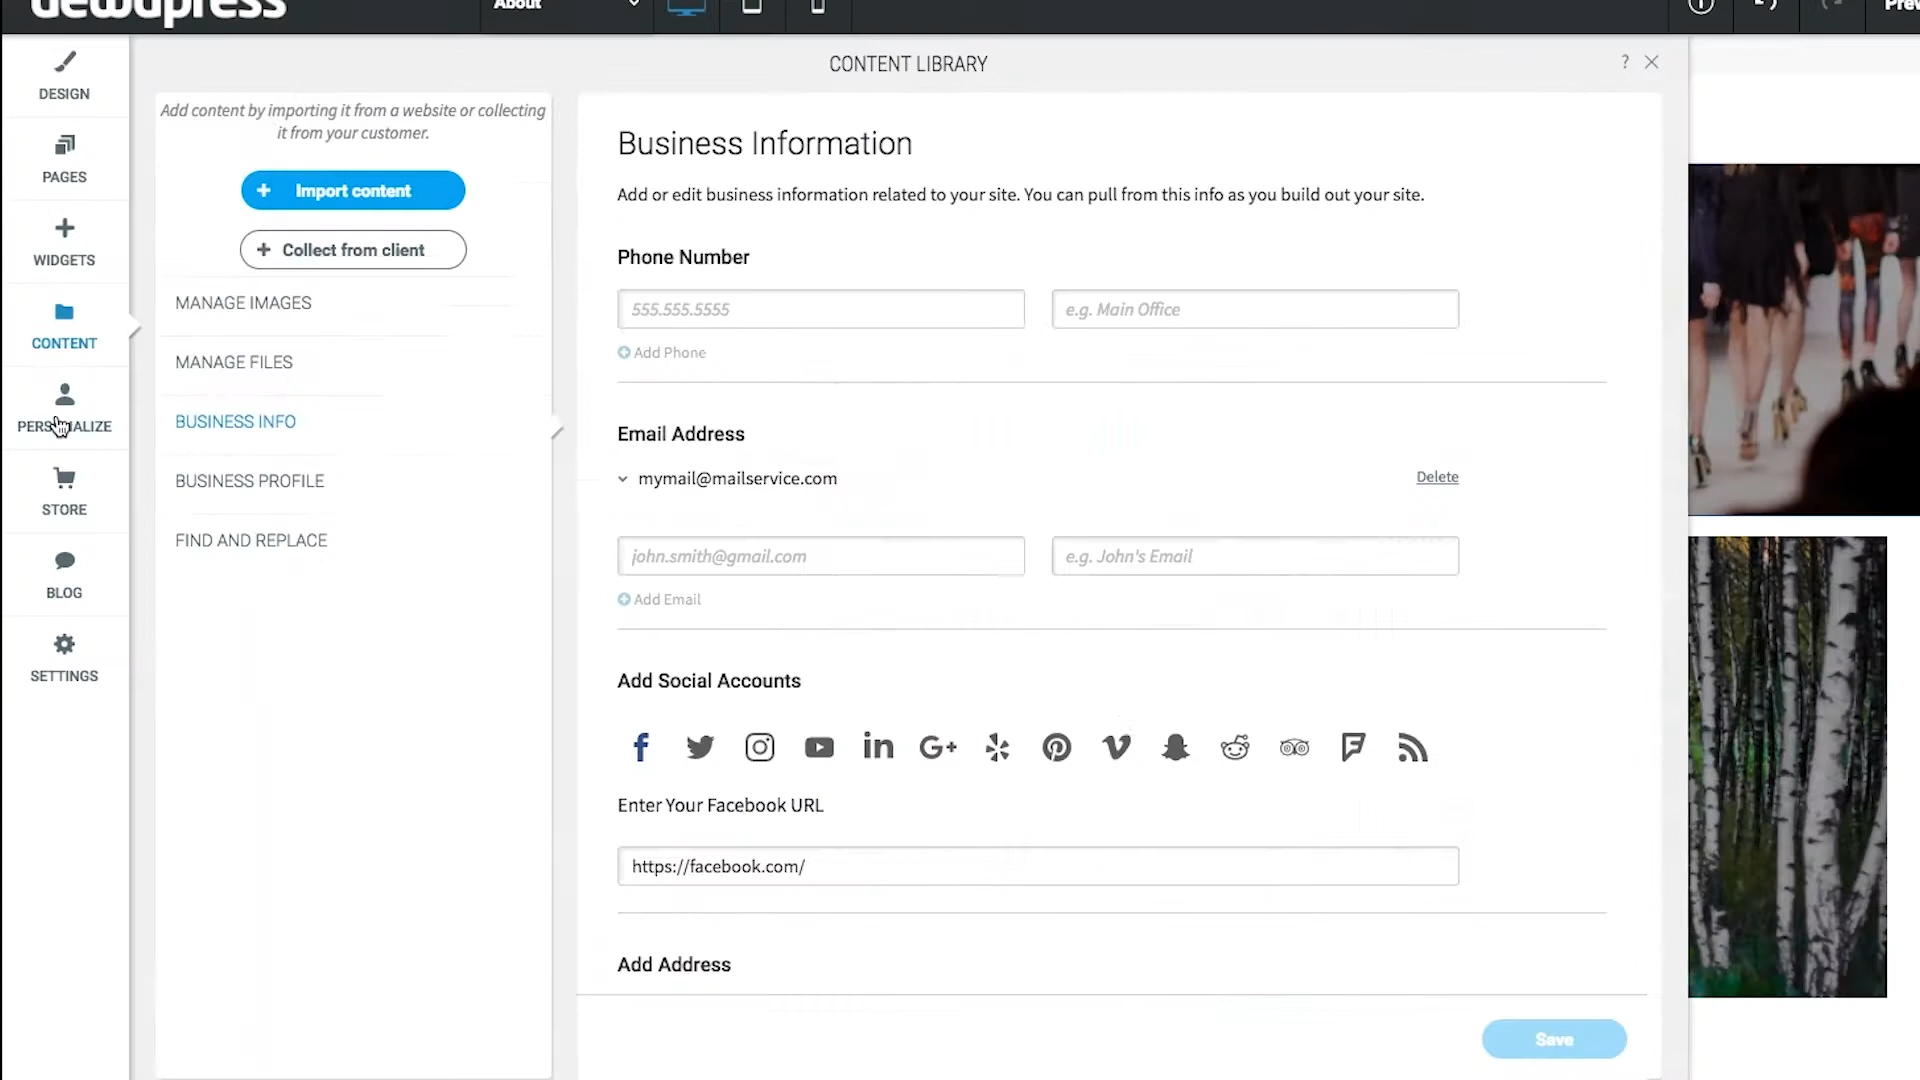 dewapress
About
CONTENT LIBRARY
?
DESIGN
PAGES
WIDGETS
CONTENT
STORE
BLOG
SETTINGS
Add content by importing it from a website or collecting
it from your customer.
+ Import content
+ Collect from client
MANAGE IMAGES
MANAGE FILES
BUSINESS INFO
BUSINESS PROFILE
FIND AND REPLACE
Business Information
Add or edit business information related to your site. You can pull from this info as you build out your site.
Phone Number
555.555.5555
e.g. Main Office
Add Phone
Email Address
mymail@mailservice.com
Delete
john.smith@gmail.com
e.g. John's Email
Add Email
Add Social Accounts
Enter Your Facebook URL
https://facebook.com/
Add Address
Save